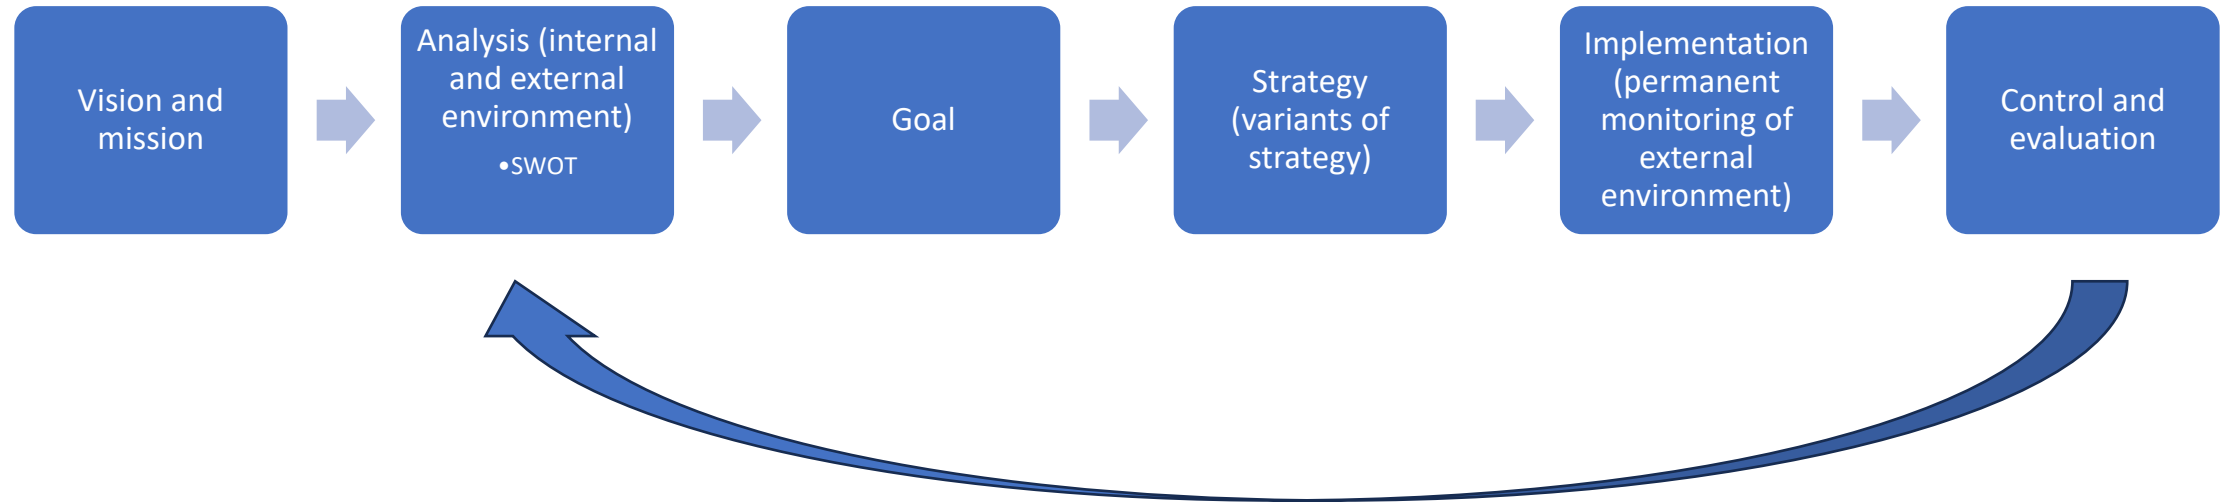 Vision and
mission
Analysis (internal
and external
environment)
•SWOT
Goal
Strategy
(variants of
strategy)
Implementation
(permanent
monitoring of
external
environment)
Control and
evaluation